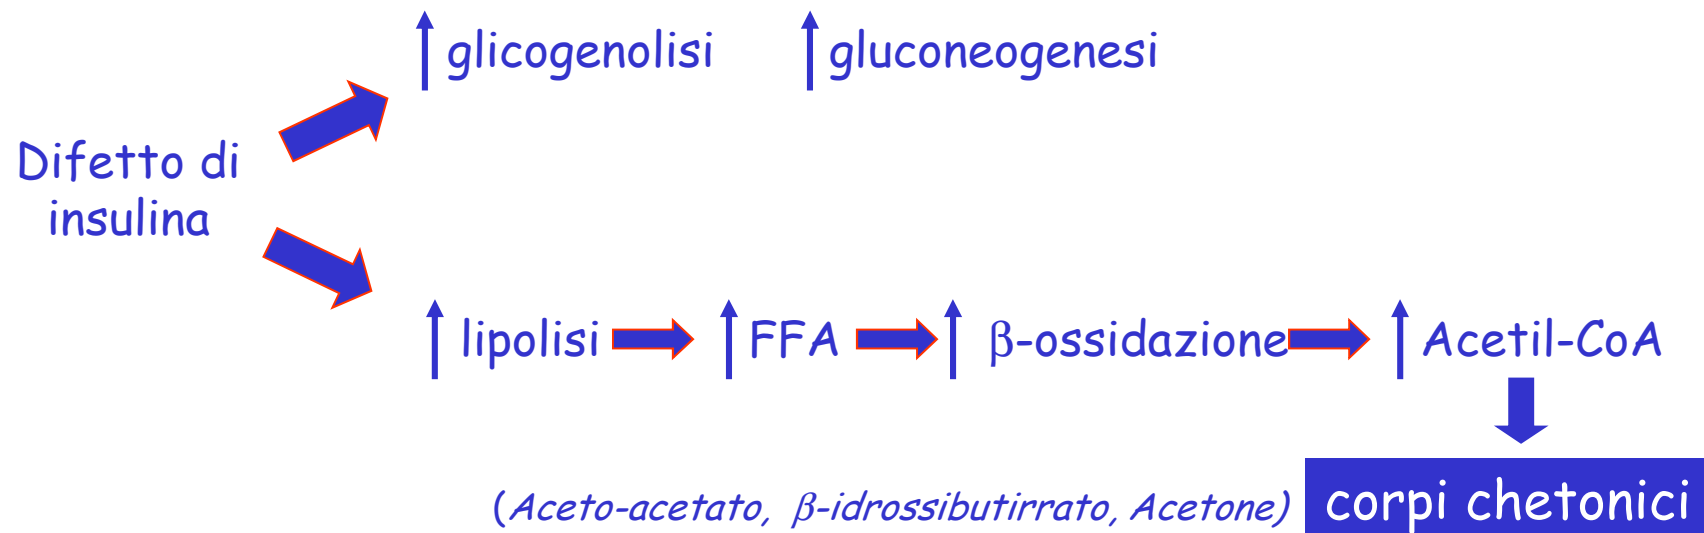 glicogenolisi gluconeogenesi
Difetto di
insulina
lipolisi FFA β-ossidazione Acetil-CoA
(Aceto-acetato, β-idrossibutirrato, Acetone) corpi chetonici